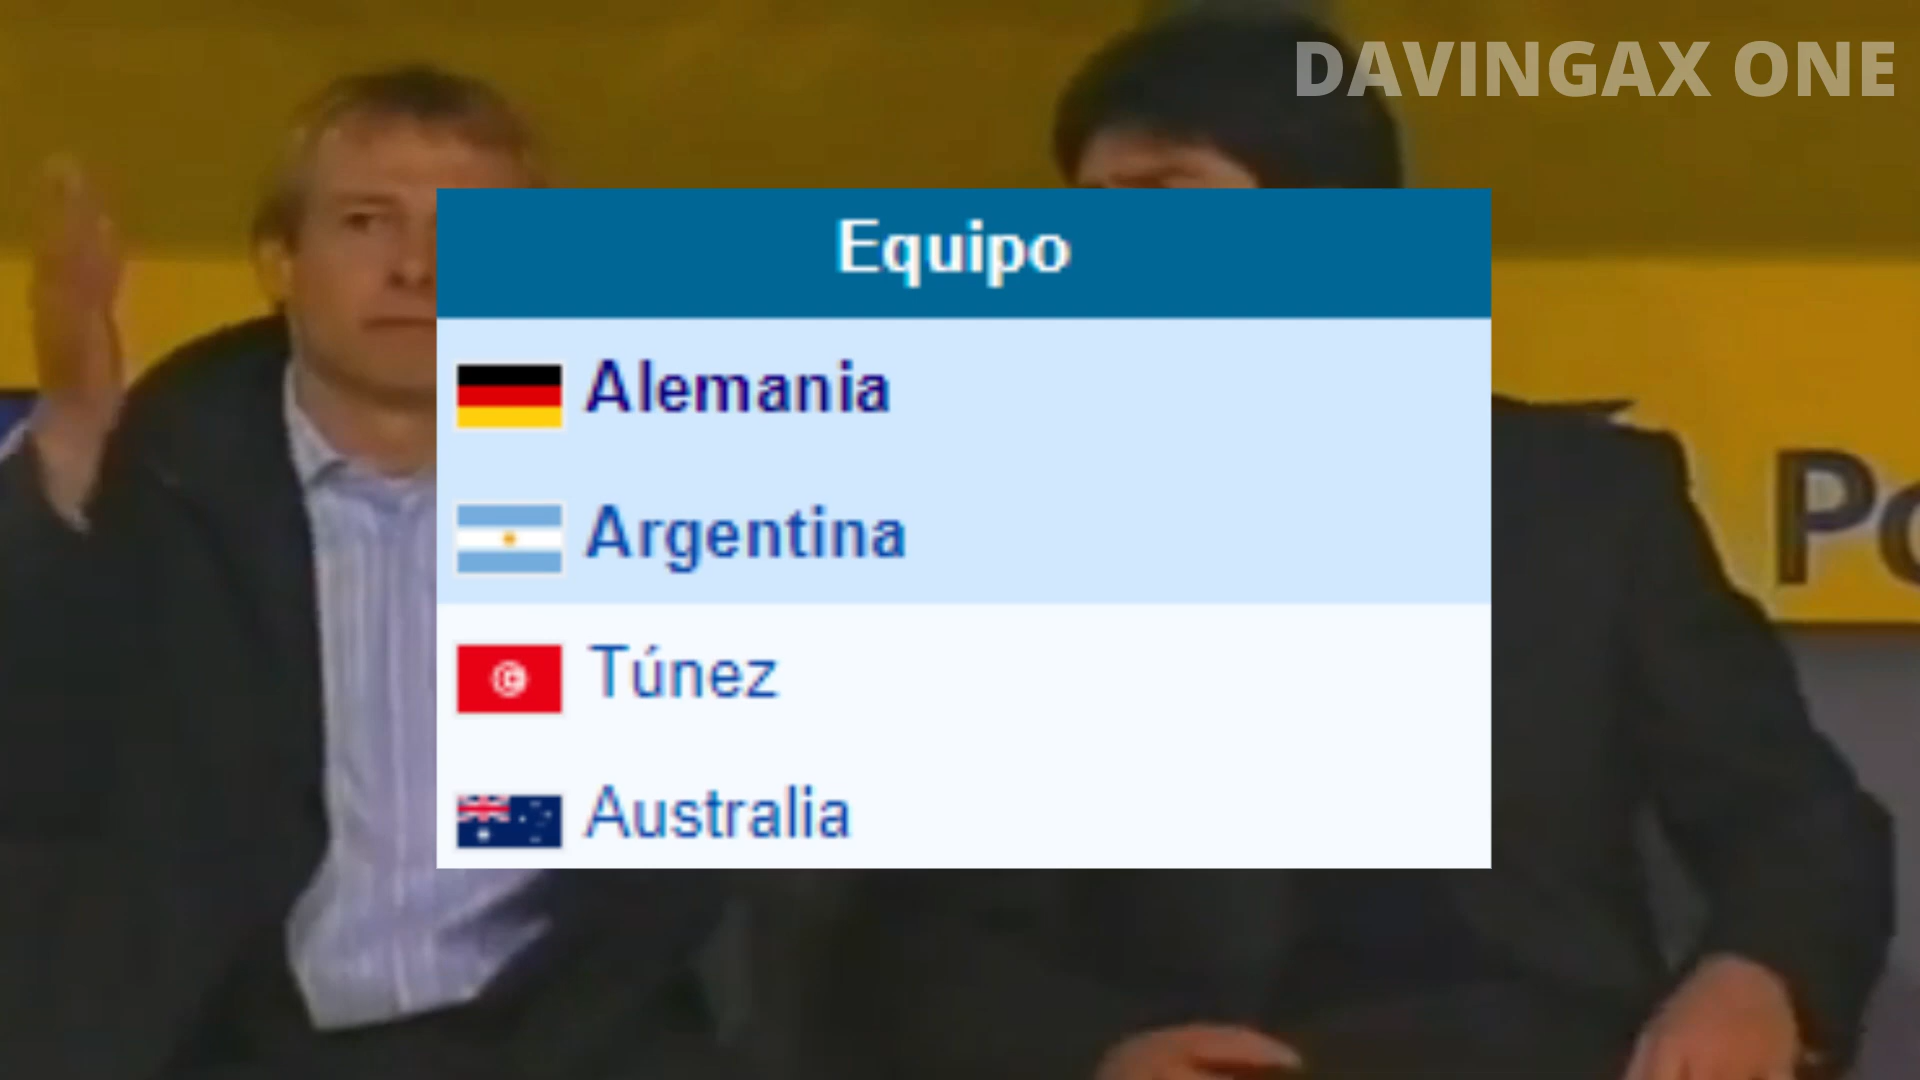 DAVINGAX ONE
Equipo
Alemania
Argentina
Túnez
Australia